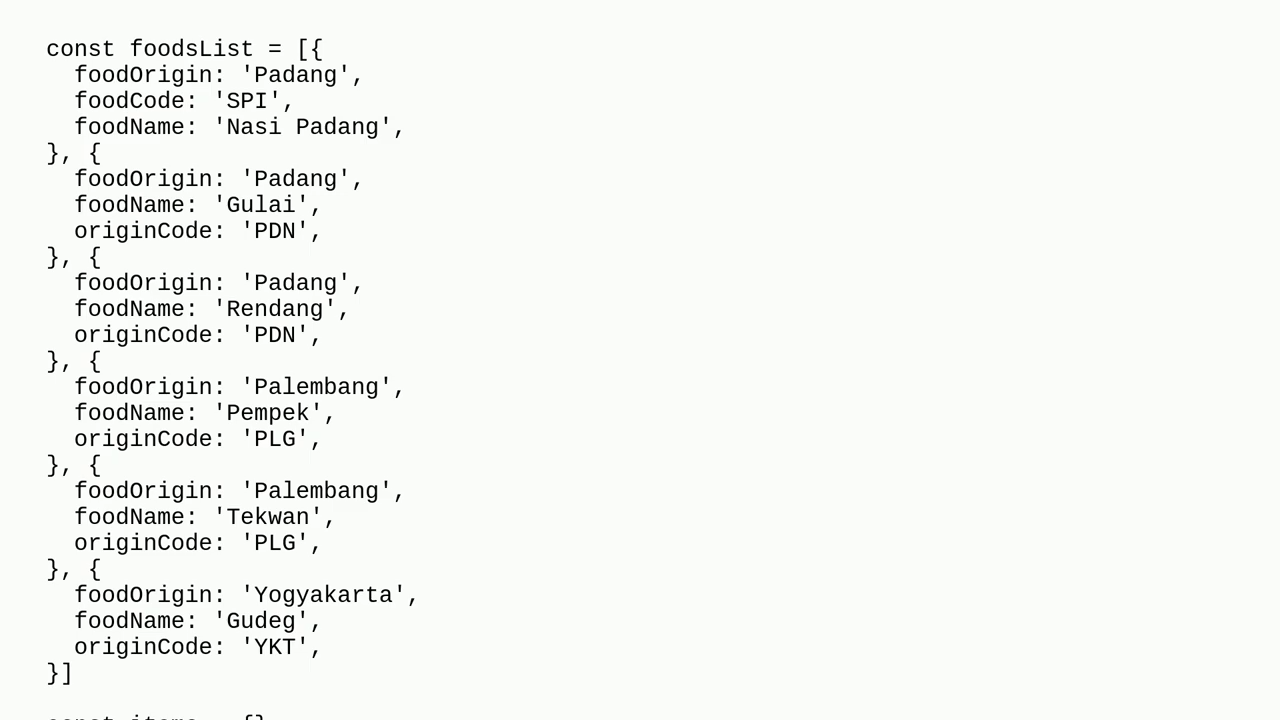 const foodsList = [{
  foodOrigin: 'Padang',
  foodCode: 'SPI',
  foodName: 'Nasi Padang',
}, {
  foodOrigin: 'Padang',
  foodName: 'Gulai',
  originCode: 'PDN',
}, {
  foodOrigin: 'Padang',
  foodName: 'Rendang',
  originCode: 'PDN',
}, {
  foodOrigin: 'Palembang',
  foodName: 'Pempek',
  originCode: 'PLG',
}, {
  foodOrigin: 'Palembang',
  foodName: 'Tekwan',
  originCode: 'PLG',
}, {
  foodOrigin: 'Yogyakarta',
  foodName: 'Gudeg',
  originCode: 'YKT',
}]